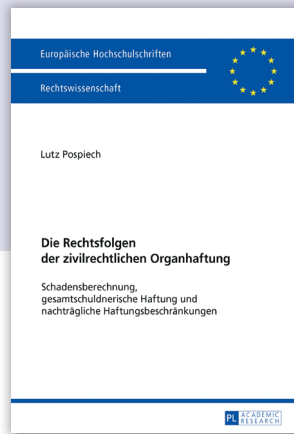 Europäische Hochschulschriften
Rechtswissenschaft
Lutz Pospiech
Die Rechtsfolgen
der zivilrechtlichen Organhaftung
Schadensberechnung,
gesamtschuldnerische Haftung und
nachträgliche Haftungsbeschränkungen
PL ACADEMIC
RESEARCH